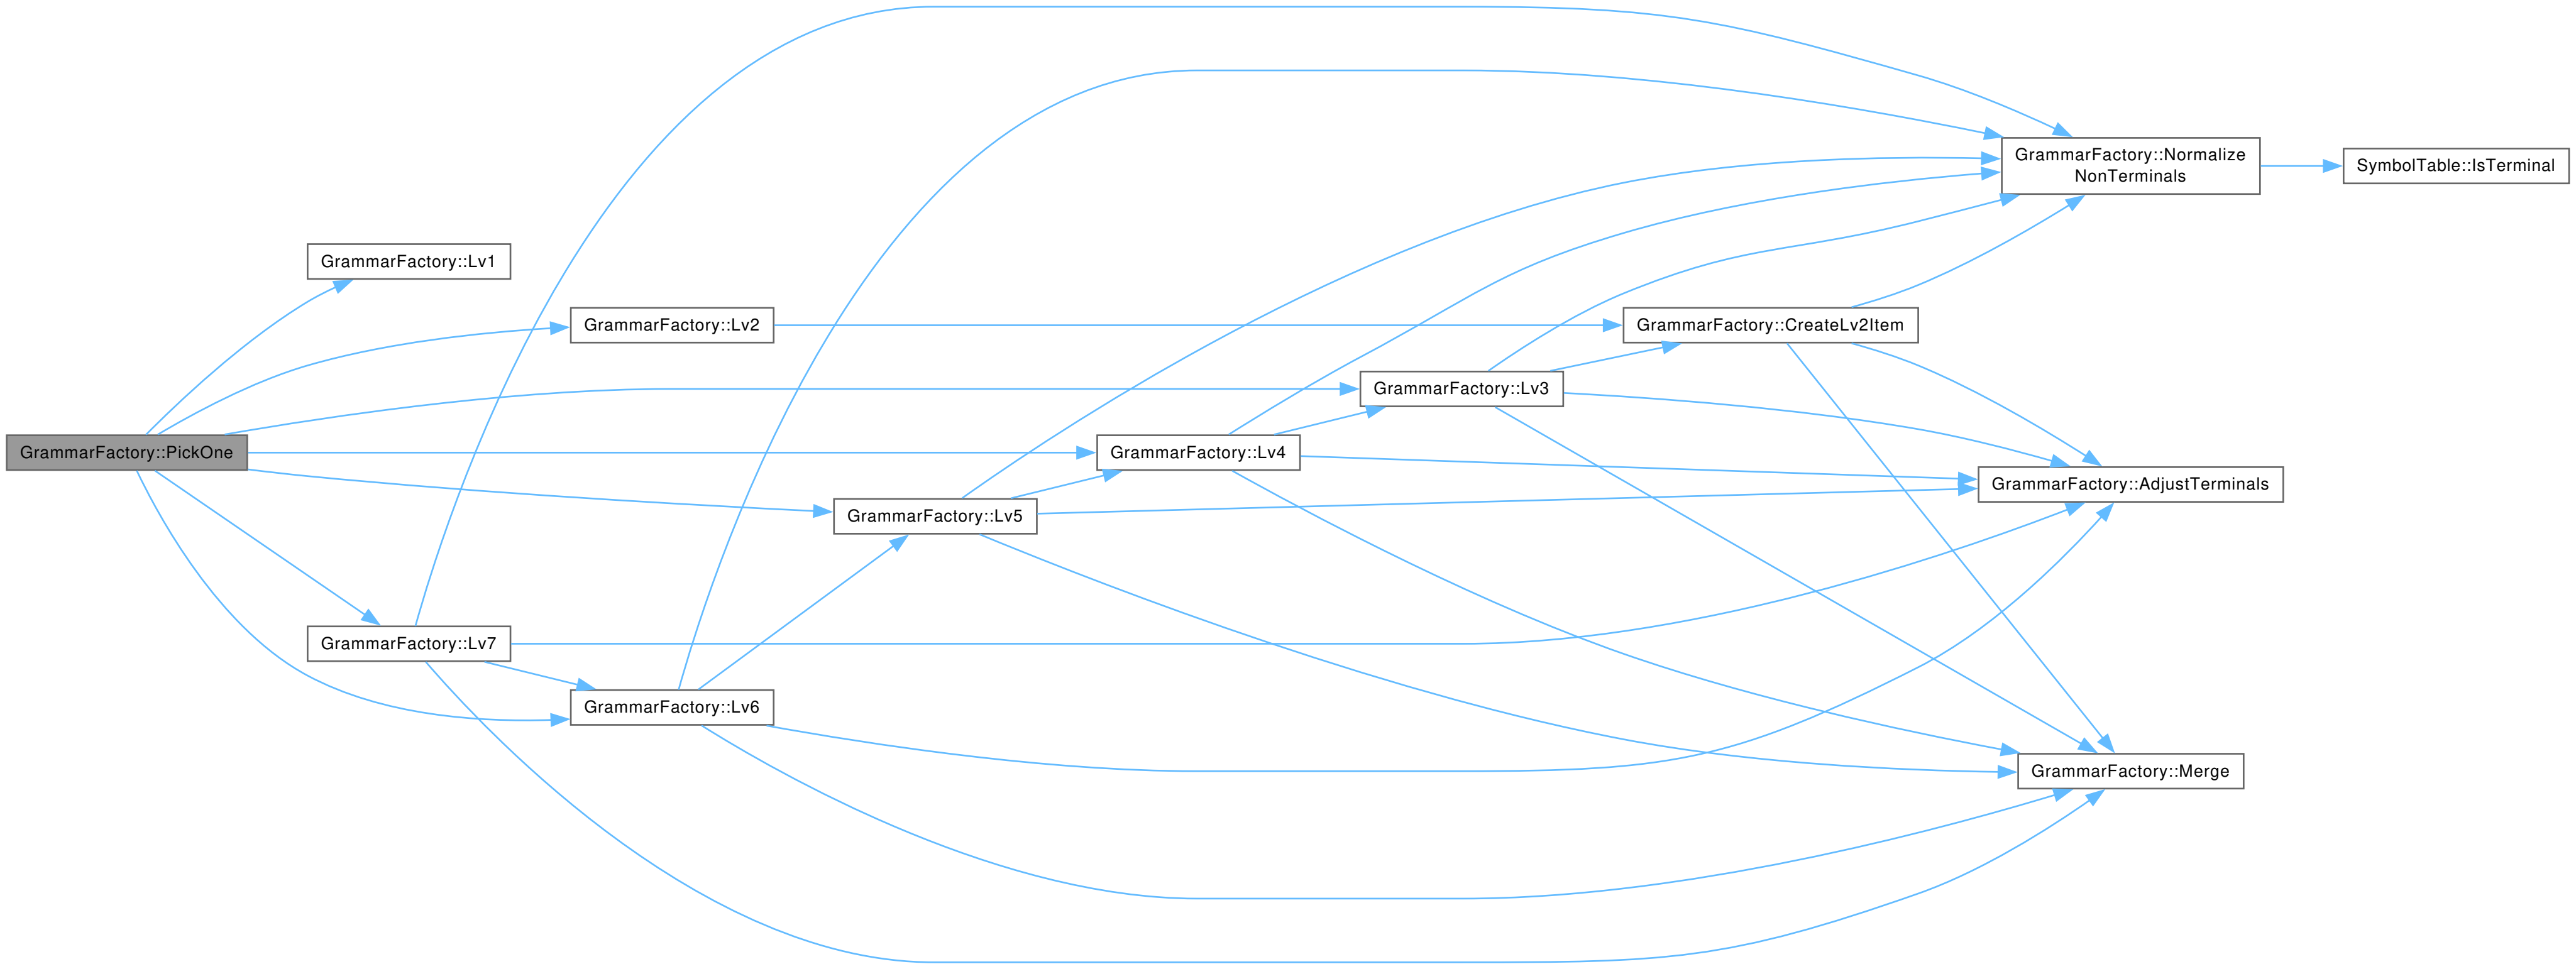 GrammarFactory::PickOne
GrammarFactory::Lv1
GrammarFactory::Lv2
GrammarFactory::CreateLv2Item
GrammarFactory::Normalize
NonTerminals
SymbolTable::IsTerminal
GrammarFactory::AdjustTerminals
GrammarFactory::Merge
GrammarFactory::Lv3
GrammarFactory::Lv4
GrammarFactory::Lv5
GrammarFactory::Lv6
GrammarFactory::Lv7